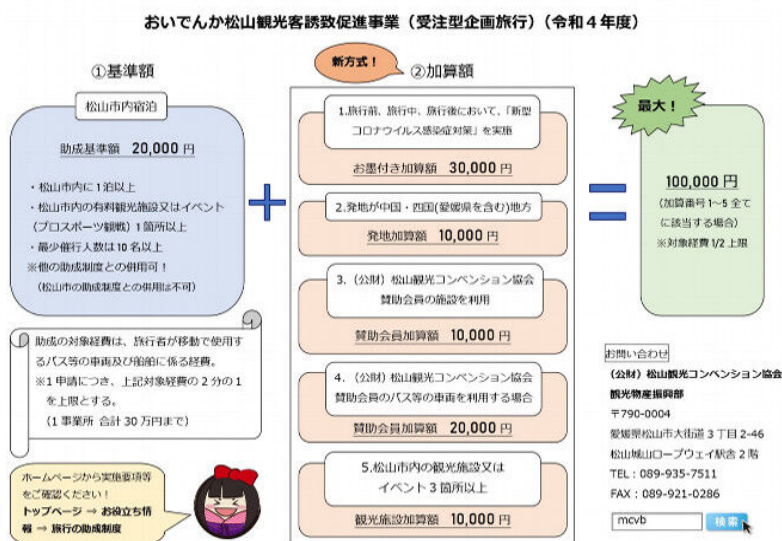 おいでんか松山観光客誘致促進事業（受注型企画旅行）（令和４年度）
①基準額
松山市内宿泊
助成基準額 20,000 円
・松山市内に１泊以上
・松山市内の有料観光施設又はイベント
（プロスポーツ観戦）１箇所以上
・最少催行人数は 10 名以上
※他の助成制度との併用可！
（松山市の助成制度との併用は不可）
助成の対象経費は、旅行者が移動で使用す
るバス等の車両及び船舶に係る経費。
※１申請につき、上記対象経費の２分の１
を上限とする。
（１事業所 合計 30 万円まで）
ホームページから実施要項等
をご確認ください！
トップページ ⇒ お役立ち情
報 ⇒ 旅行の助成制度
＋
新方式！
②加算額
1.旅行前、旅行中、旅行後において、「新型
コロナウイルス感染症対策」を実施
お墨付き加算額 30,000 円
2.発地が中国・四国(愛媛県を含む)地方
発地加算額 10,000 円
３．（公財）松山観光コンベンション協会
賛助会員の施設を利用
賛助会員加算額 10,000 円
４．（公財）松山観光コンベンション協会
賛助会員のバス等の車両を利用する場合
賛助会員加算額 20,000 円
５.松山市内の観光施設又は
イベント３箇所以上
観光施設加算額 10,000 円
＝
最大！
100,000 円
（加算番号 1～5 全て
に該当する場合）
※対象経費 1/2 上限
お問い合わせ
（公財）松山観光コンベンション協会
観光物産振興部
〒790-0004
愛媛県松山市大街道３丁目 2-46
松山城山ロープウェイ駅舎２階
TEL：089-935-7511
FAX：089-921-0286
mcvb 検索